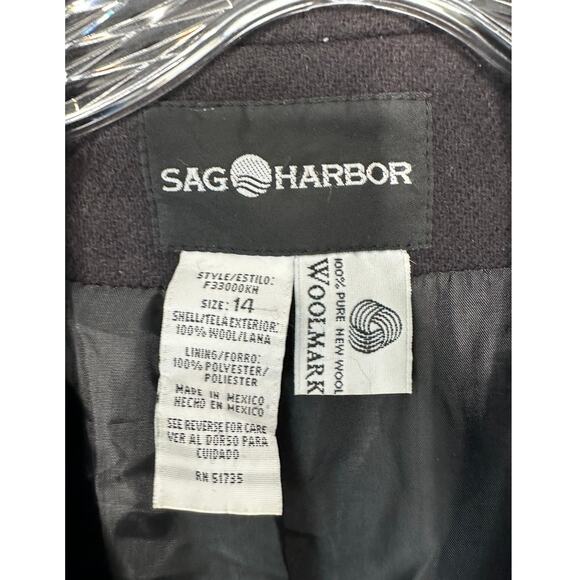 SAG HARBOR
STYLE/ESTILO:
F33000KH
SIZE: 14
SHELL/TELA EXTERIOR:
100% WOOL/LANA
LINING/FORRO:
100% POLYESTER/
POLIESTER
MADE IN MEXICO
HECHO EN MEXICO
SEE REVERSE FOR CARE
VER AL DORSO PARA
CUIDADO
RN 51735
100% PURE NEW WOOL
WOOLMARK